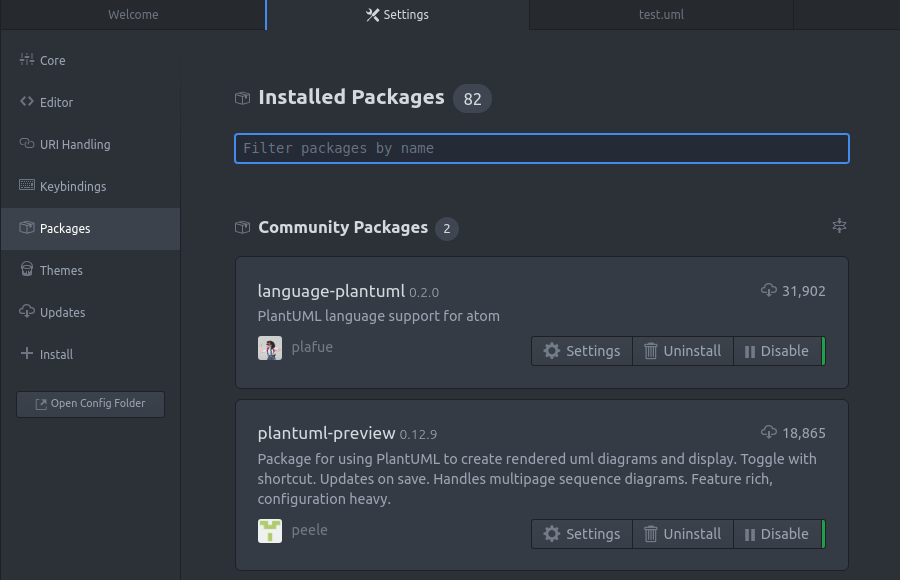 Welcome
Settings
test.uml
Core
Editor
URI Handling
Keybindings
Packages
Themes
Updates
Install
Open Config Folder
Installed Packages 82
Filter packages by name
Community Packages 2
language-plantuml 0.2.0
31,902
PlantUML language support for atom
plafue
Settings
Uninstall
Disable
plantuml-preview 0.12.9
18,865
Package for using PlantUML to create rendered uml diagrams and display. Toggle with
shortcut. Updates on save. Handles multipage sequence diagrams. Feature rich,
configuration heavy.
peele
Settings
Uninstall
Disable